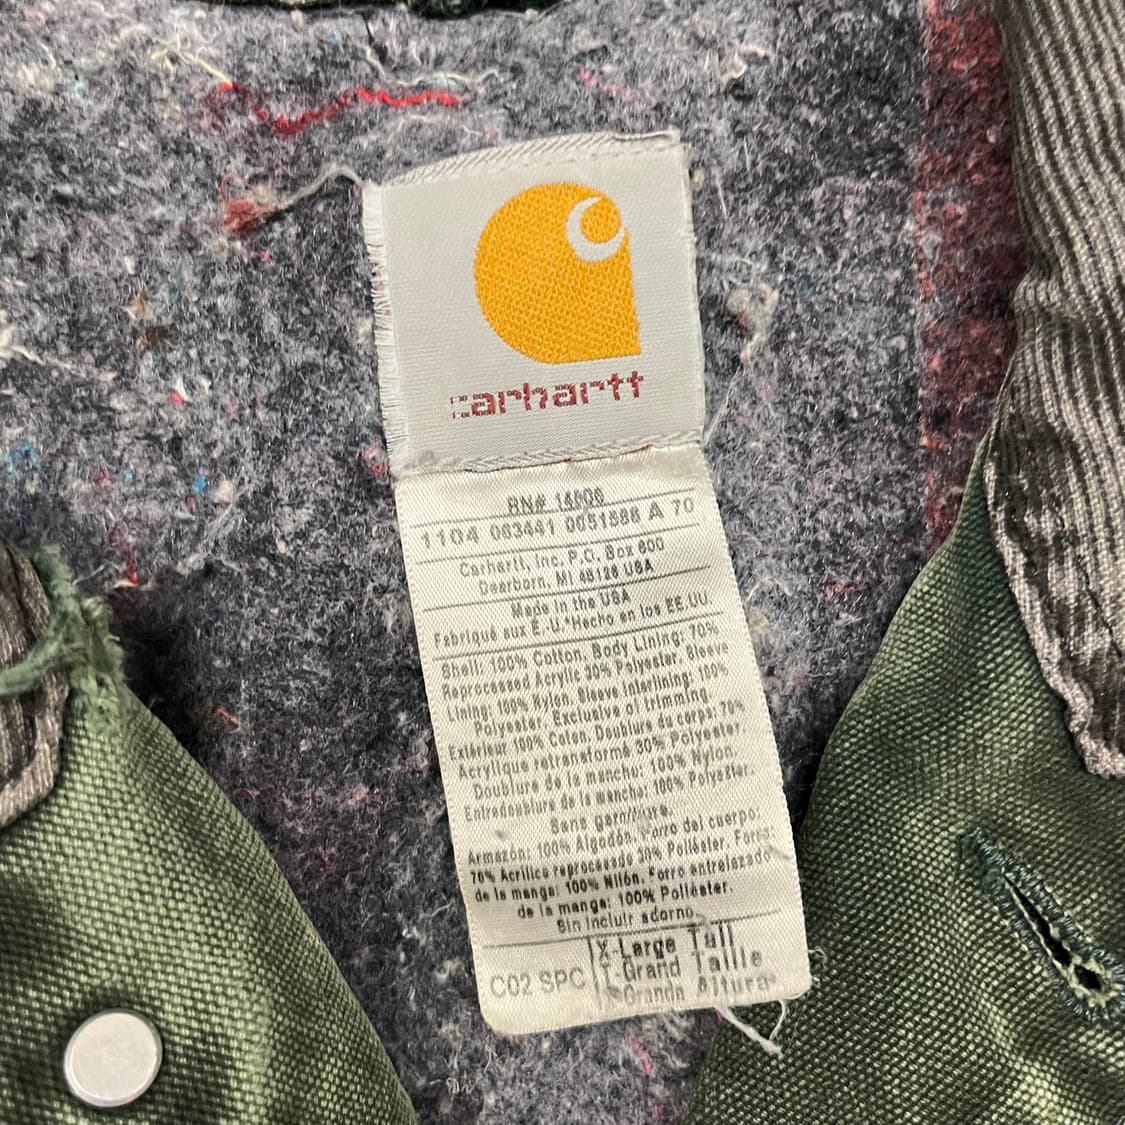 carhartt
RN# 14806
1104 063441 0051586 A 70
Carhartt, Inc, P.O. Box 600
Dearborn, MI 48126 USA
Made in the USA
Fabriqué aux É.-U.*Hecho en los EE.UU.
Shell: 100% Cotton, Body Lining: 70%
Reprocessed Acrylic 30% Polyester, Sleeve
Lining: 100% Nylon, Sleeve Interlining: 100%
Polyester. Exclusive of trimming.
Extérieur 100% Coton, Doublure du corps: 70%
Acrylique retransformé 30% Polyester.
Doublure de la manche: 100% Nylon.
Entredoublure de la manche: 100% Polyester.
Sans garniture.
Armazón: 100% Algodón, Forro del cuerpo:
70% Acrílico reprocesado 30% Poliéster. Forro:
de la manga: 100% Nilón. Forro entrelazado
de la manga: 100% Poliéster.
Sin incluir adorno.
X-Large Tall
C02 SPC T-Grand Taille
Grande Altura